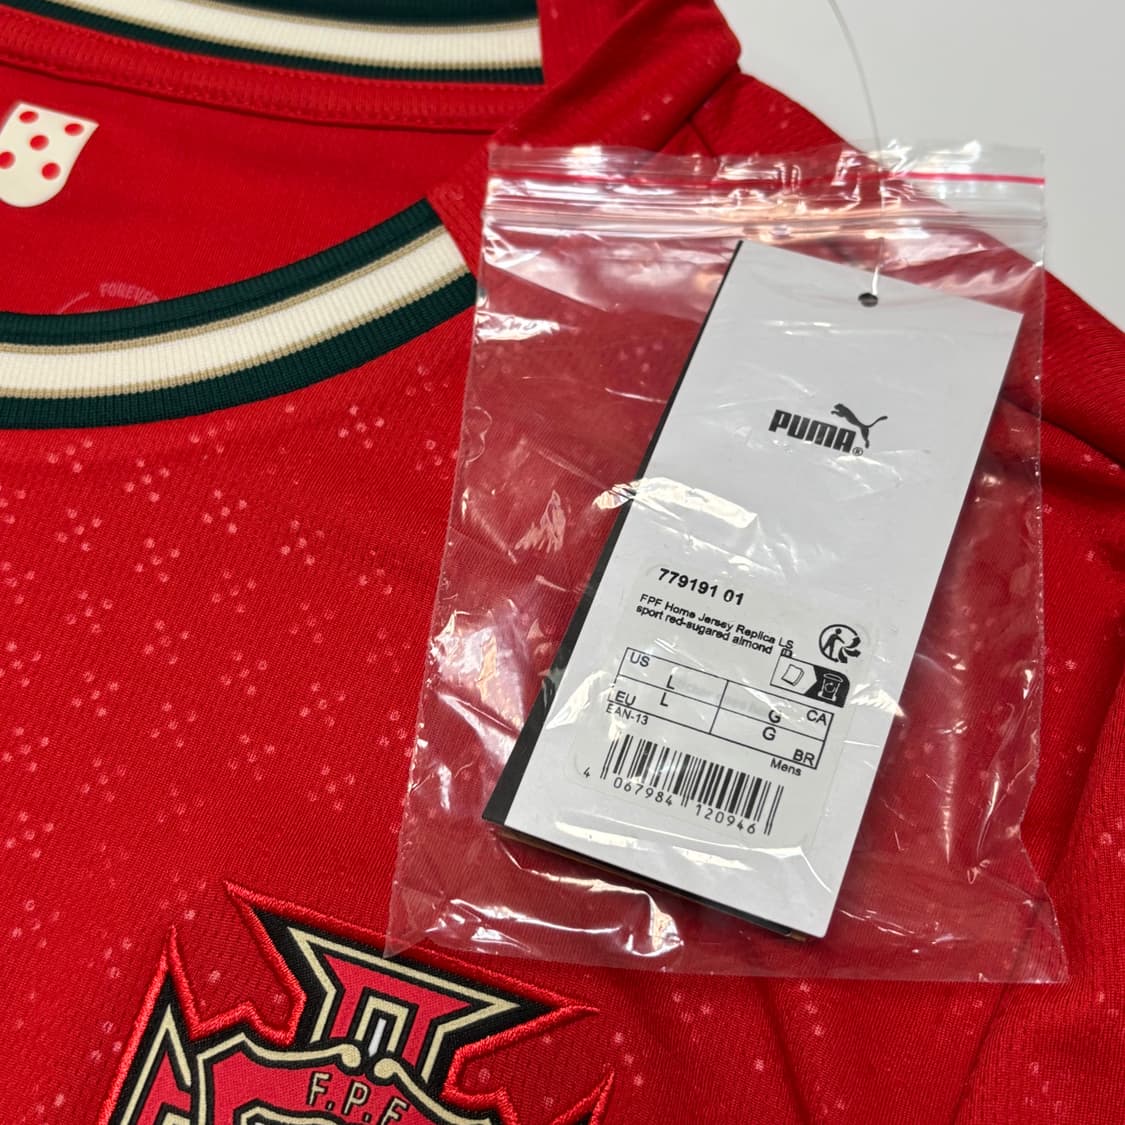 FOREVER
PUMA®
779191 01
FPF Home Jersey Replica LS
sport red-sugared almond
US
L
G
CA
EU
L
G
BR
EAN-13
Mens
4 067984 120946
F.P.F